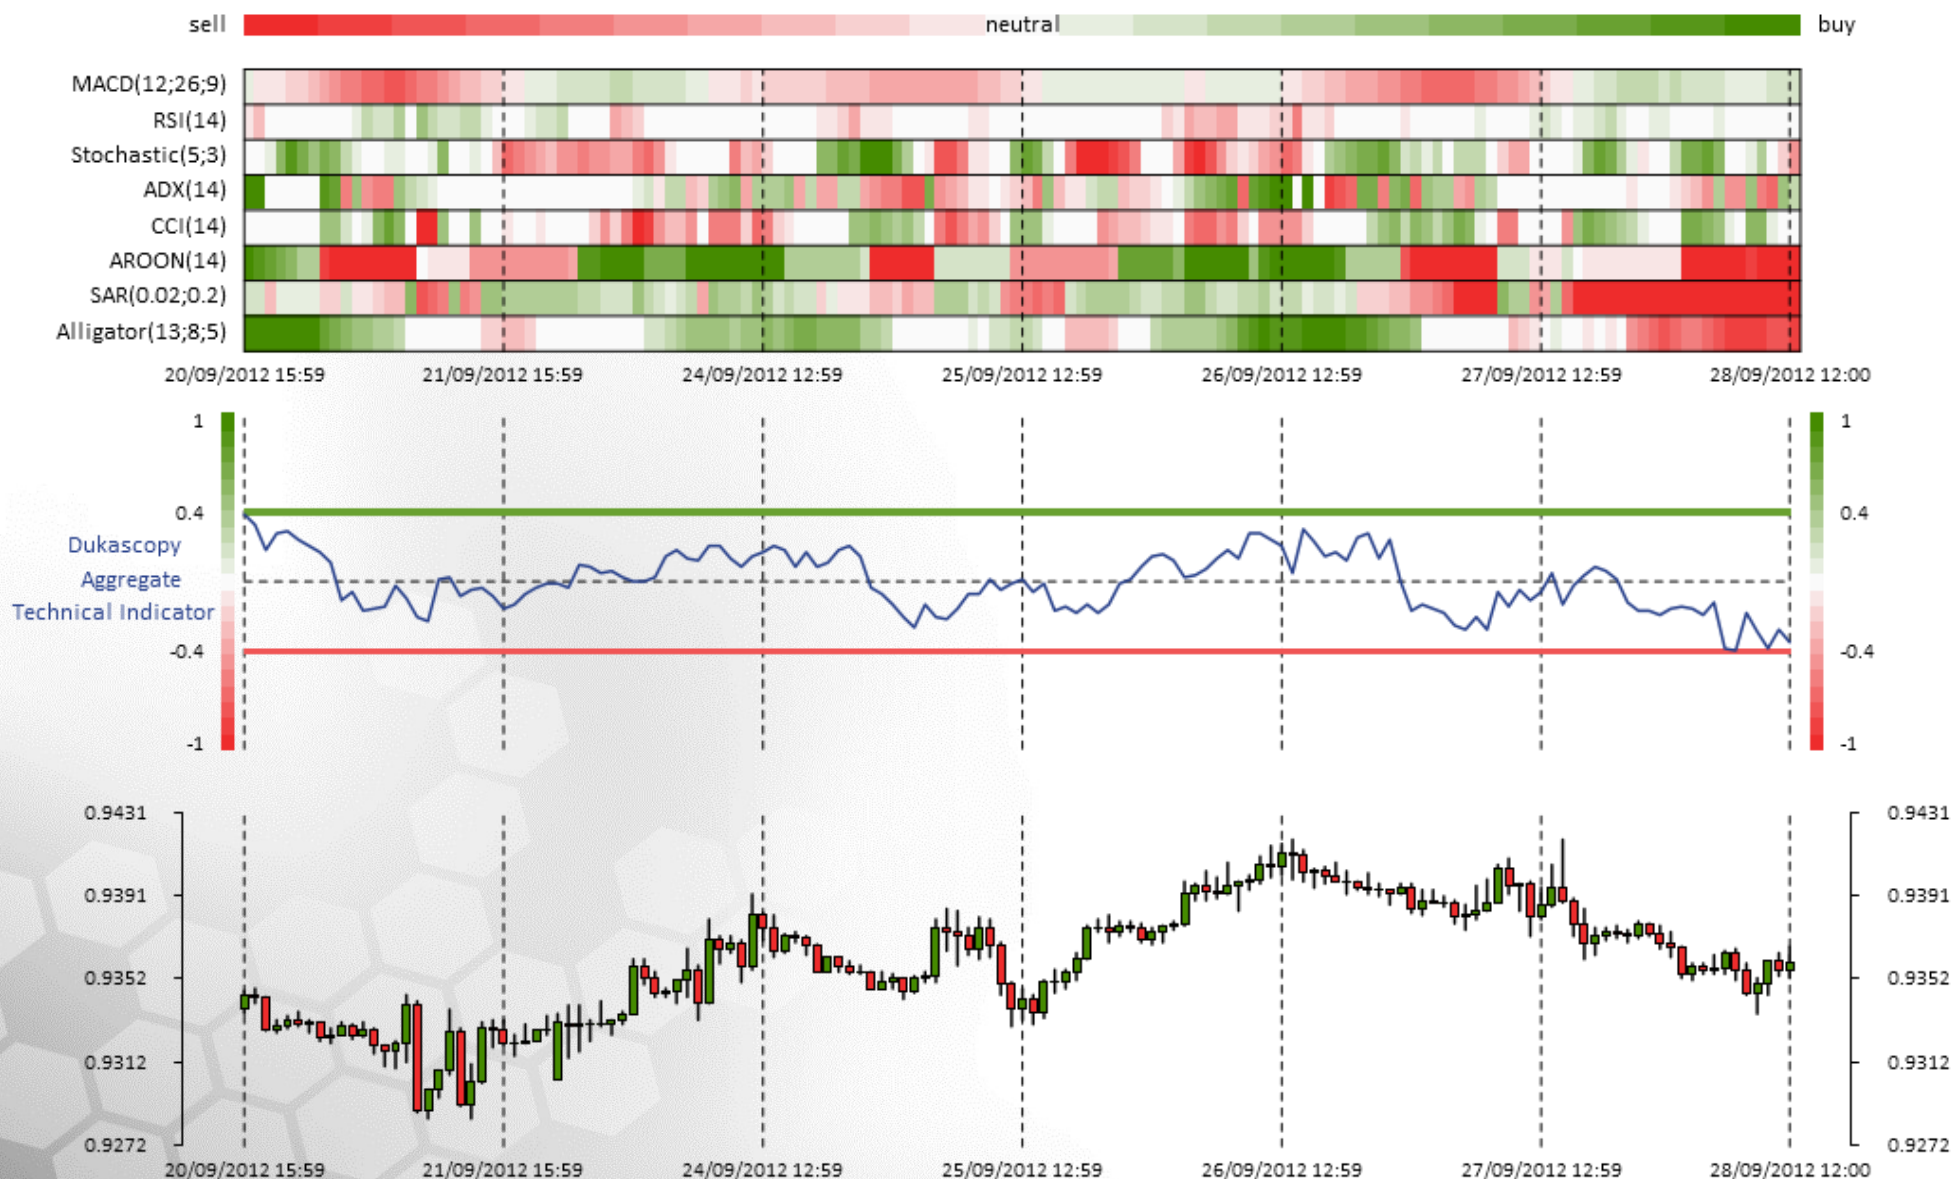 sell neutral buy
MACD(12;26;9)
RSI(14)
Stochastic(5;3)
ADX(14)
CCI(14)
AROON(14)
SAR(0.02;0.2)
Alligator(13;8;5)
20/09/2012 15:59 21/09/2012 15:59 24/09/2012 12:59 25/09/2012 12:59 26/09/2012 12:59 27/09/2012 12:59 28/09/2012 12:00
1 1
0.4 0.4
Dukascopy
Aggregate
Technical Indicator
-0.4 -0.4
-1 -1
0.9431 0.9431
0.9391 0.9391
0.9352 0.9352
0.9312 0.9312
0.9272 0.9272
20/09/2012 15:59 21/09/2012 15:59 24/09/2012 12:59 25/09/2012 12:59 26/09/2012 12:59 27/09/2012 12:59 28/09/2012 12:00